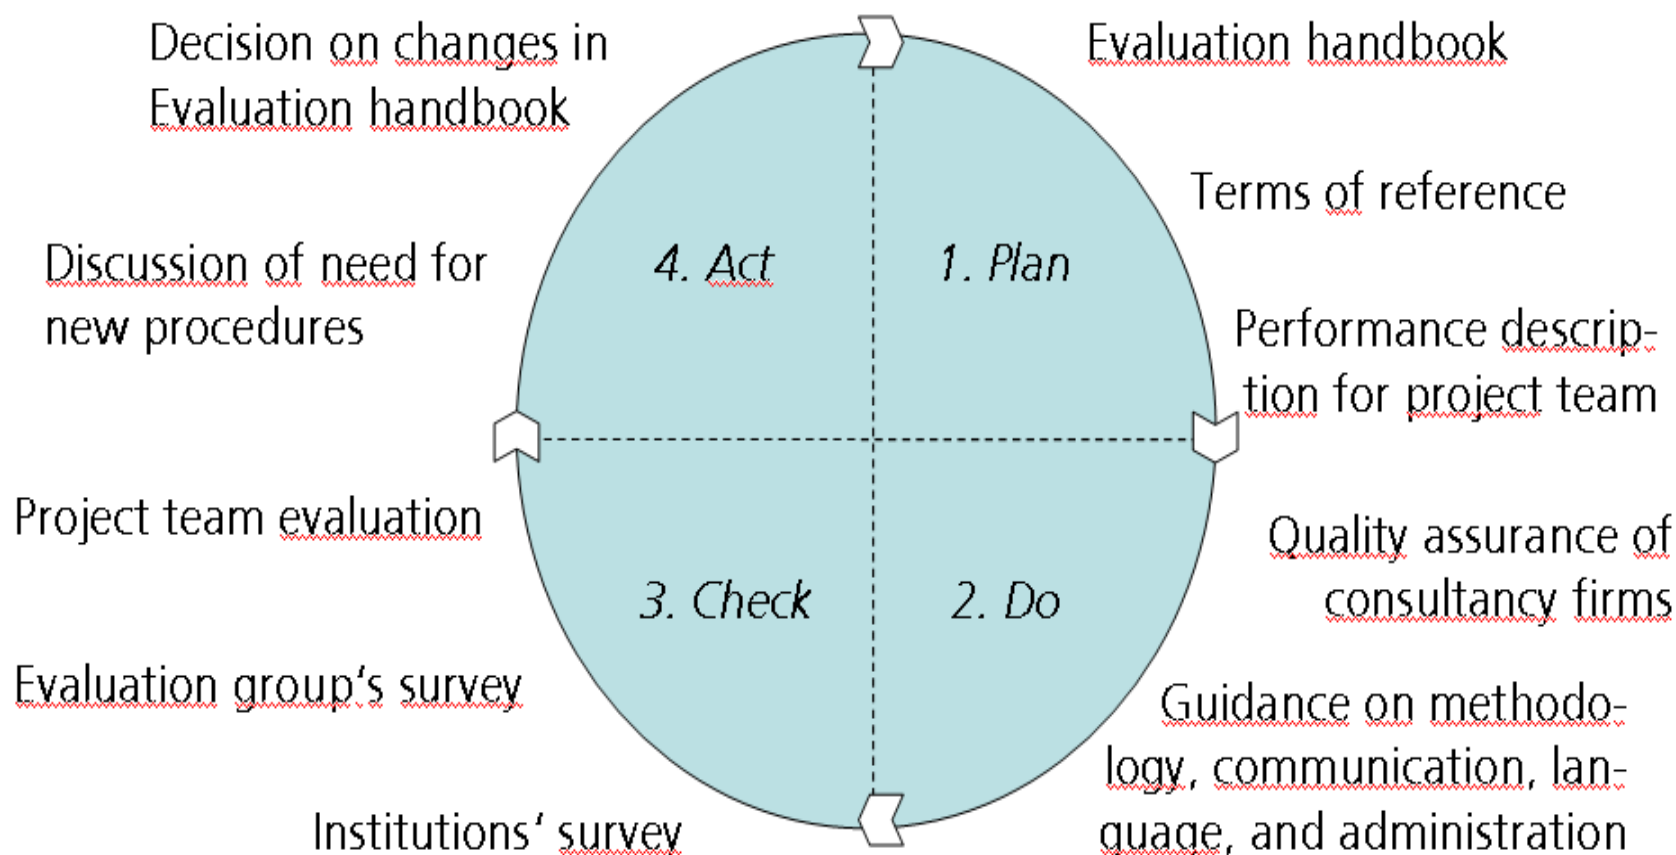 Decision on changes in
Evaluation handbook
Evaluation handbook
Terms of reference
Discussion of need for
new procedures
4. Act
1. Plan
Performance descrip-
tion for project team
Project team evaluation
Quality assurance of
consultancy firms
3. Check
2. Do
Evaluation group‘s survey
Guidance on methodo-
logy, communication, lan-
guage, and administration
Institutions‘ survey